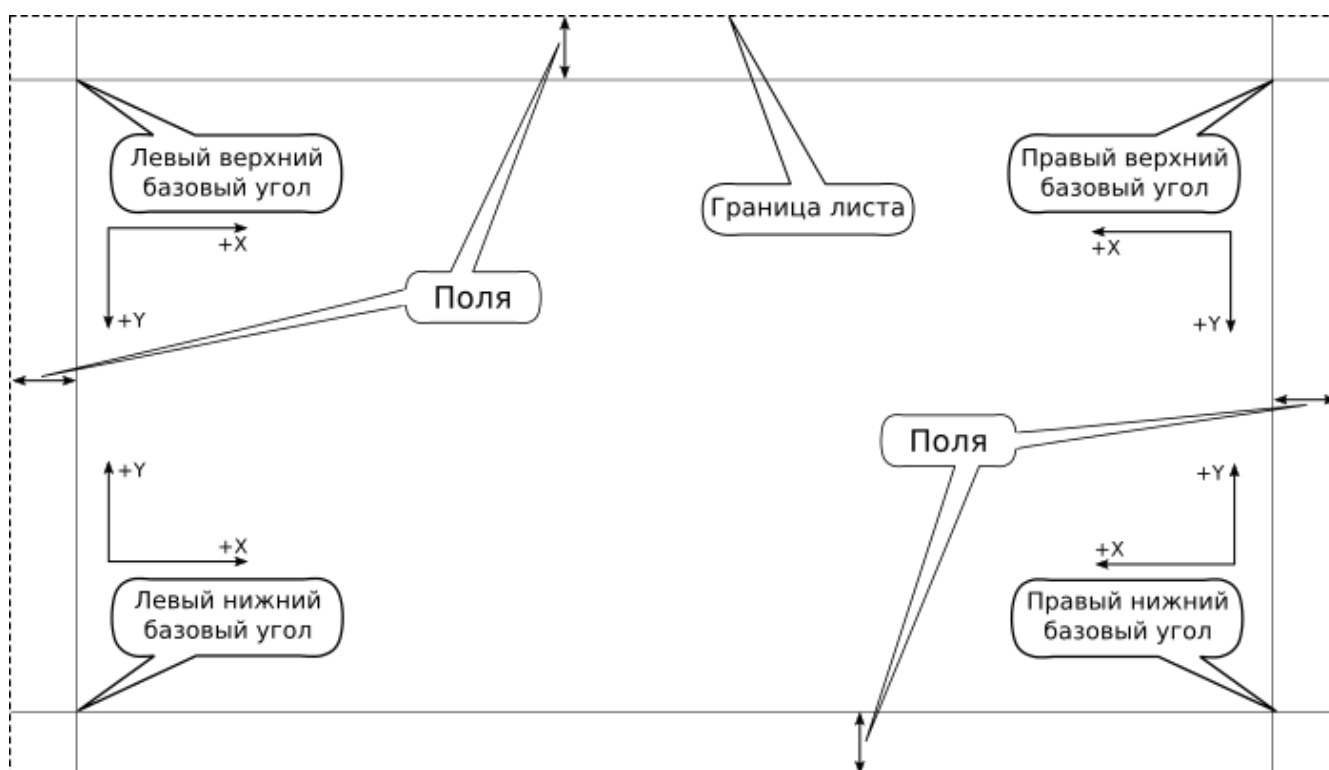 Левый верхний
базовый угол
Правый верхний
базовый угол
Граница листа
+X
+X
Поля
+Y
+Y
Поля
+Y
+Y
+X
+X
Левый нижний
базовый угол
Правый нижний
базовый угол